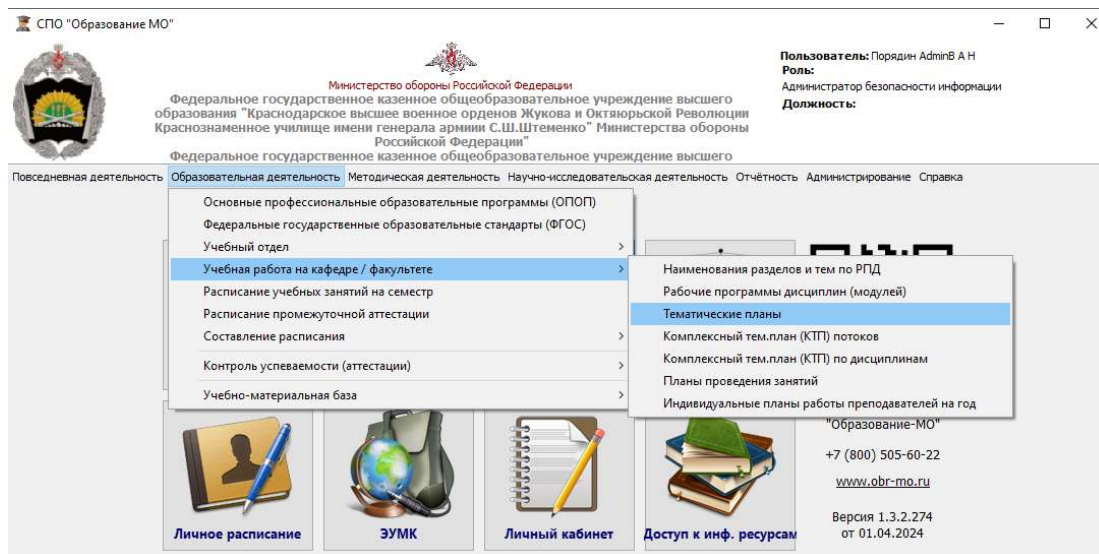 СПО "Образование МО"
Министерство обороны Российской Федерации
Федеральное государственное казенное общеобразовательное учреждение высшего
образования "Краснодарское высшее военное орденов Жукова и Октяюрьской Революции
Краснознаменное училище имени генерала армиии С.Ш.Штеменко" Министерства обороны
Российской Федерации"
Федеральное государственное казенное общеобразовательное учреждение высшего
Пользователь: Порядин AdminB А Н
Роль:
Администратор безопасности информации
Должность:
Повседневная деятельность Образовательная деятельность Методическая деятельность Научно-исследовательская деятельность Отчётность Администрирование Справка
Основные профессиональные образовательные программы (ОПОП)
Федеральные государственные образовательные стандарты (ФГОС)
Учебный отдел
Учебная работа на кафедре / факультете
Расписание учебных занятий на семестр
Расписание промежуточной аттестации
Составление расписания
Контроль успеваемости (аттестации)
Учебно-материальная база
Наименования разделов и тем по РПД
Рабочие программы дисциплин (модулей)
Тематические планы
Комплексный тем.план (КТП) потоков
Комплексный тем.план (КТП) по дисциплинам
Планы проведения занятий
Индивидуальные планы работы преподавателей на год
Личное расписание
ЭУМК
Личный кабинет
Доступ к инф. ресурсам
"Образование-МО"
+7 (800) 505-60-22
www.obr-mo.ru
Версия 1.3.2.274
от 01.04.2024